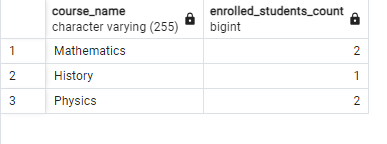 course_name enrolled_students_count
character varying (255) bigint
1 Mathematics 2
2 History 1
3 Physics 2